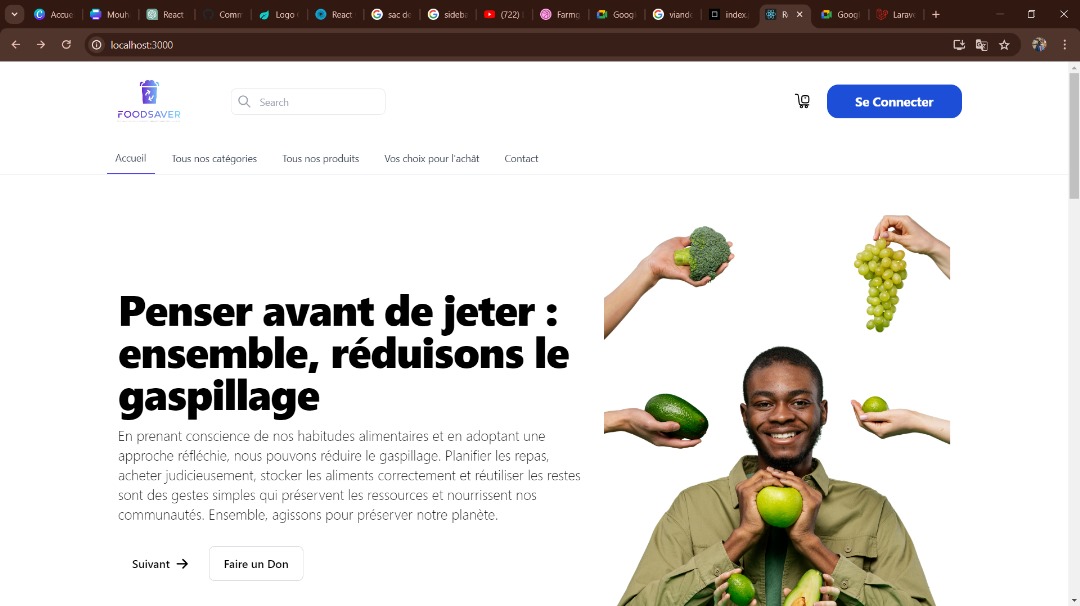 Accue
Mouh
React
Comn
Logo
React
sac de
sideba
(722)
Farmg
Googl
viand
index.
R
Googl
Larav
localhost:3000
FOODSAVER
Search
Se Connecter
Accueil
Tous nos catégories
Tous nos produits
Vos choix pour l'achât
Contact
Penser avant de jeter :
ensemble, réduisons le
gaspillage
En prenant conscience de nos habitudes alimentaires et en adoptant une
approche réfléchie, nous pouvons réduire le gaspillage. Planifier les repas,
acheter judicieusement, stocker les aliments correctement et réutiliser les restes
sont des gestes simples qui préservent les ressources et nourrissent nos
communautés. Ensemble, agissons pour préserver notre planète.
Suivant
Faire un Don